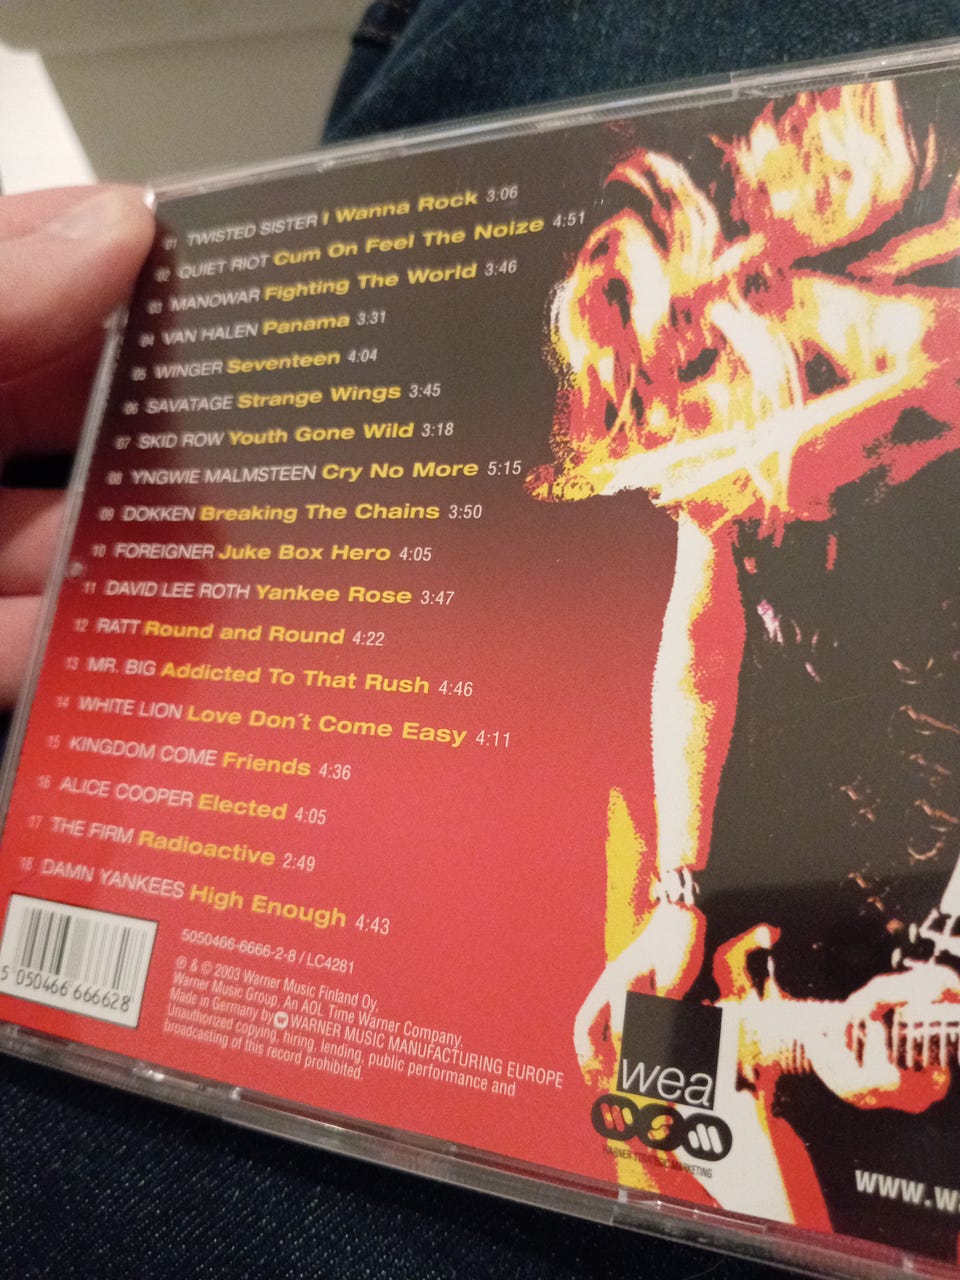 01 TWISTED SISTER I Wanna Rock 3:06
02 QUIET RIOT Cum On Feel The Noize 4:51
03 MANOWAR Fighting The World 3:46
04 VAN HALEN Panama 3:31
05 WINGER Seventeen 4:04
06 SAVATAGE Strange Wings 3:45
07 SKID ROW Youth Gone Wild 3:18
08 YNGWIE MALMSTEEN Cry No More 5:15
09 DOKKEN Breaking The Chains 3:50
10 FOREIGNER Juke Box Hero 4:05
11 DAVID LEE ROTH Yankee Rose 3:47
12 RATT Round and Round 4:22
13 MR. BIG Addicted To That Rush 4:46
14 WHITE LION Love Don´t Come Easy 4:11
15 KINGDOM COME Friends 4:36
16 ALICE COOPER Elected 4:05
17 THE FIRM Radioactive 2:49
18 DAMN YANKEES High Enough 4:43
5050466-6666-2-8 / LC4281
℗ & © 2003 Warner Music Finland Oy,
Warner Music Group. An AOL Time Warner Company.
Made in Germany by WARNER MUSIC MANUFACTURING EUROPE
Unauthorized copying, hiring, lending, public performance and
broadcasting of this record prohibited.
5 050466 666628
wea
WARNER STRATEGIC MARKETING
www.wa